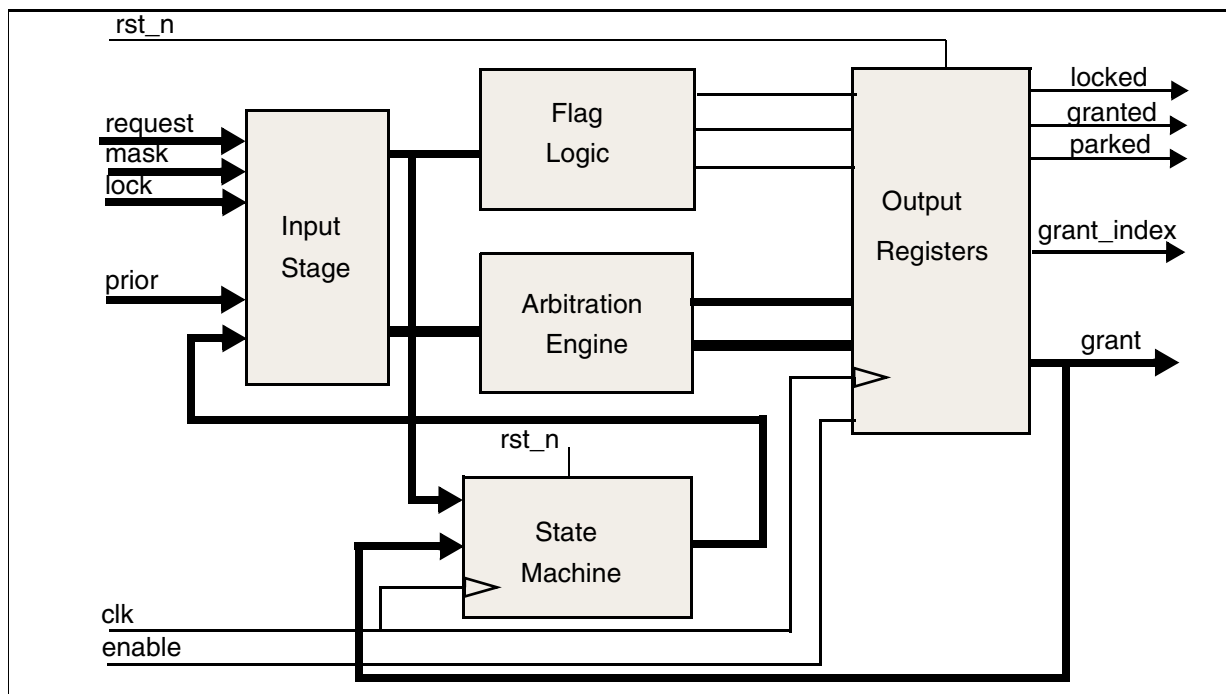 rst_n
request
mask
lock
prior
Input
Stage
Flag
Logic
Arbitration
Engine
Output
Registers
locked
granted
parked
grant_index
grant
rst_n
State
Machine
clk
enable